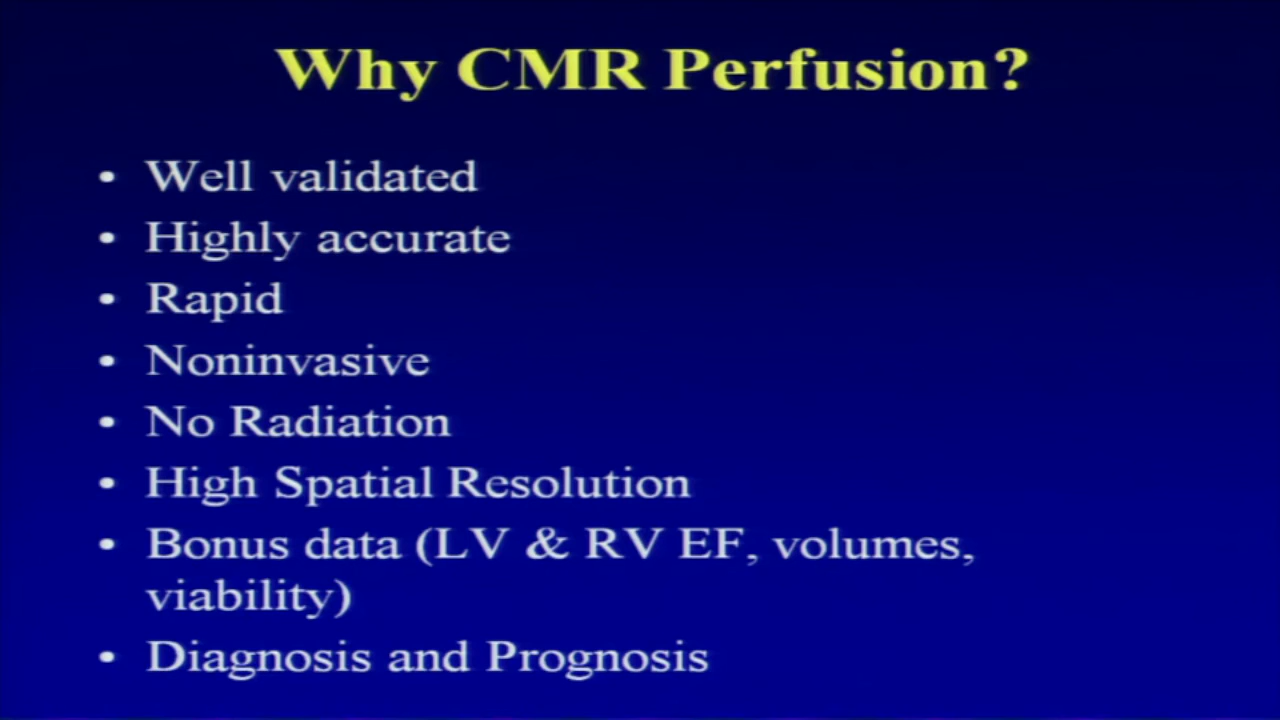 Why CMR Perfusion?
• Well validated
• Highly accurate
• Rapid
• Noninvasive
• No Radiation
• High Spatial Resolution
• Bonus data (LV & RV EF, volumes,
viability)
• Diagnosis and Prognosis